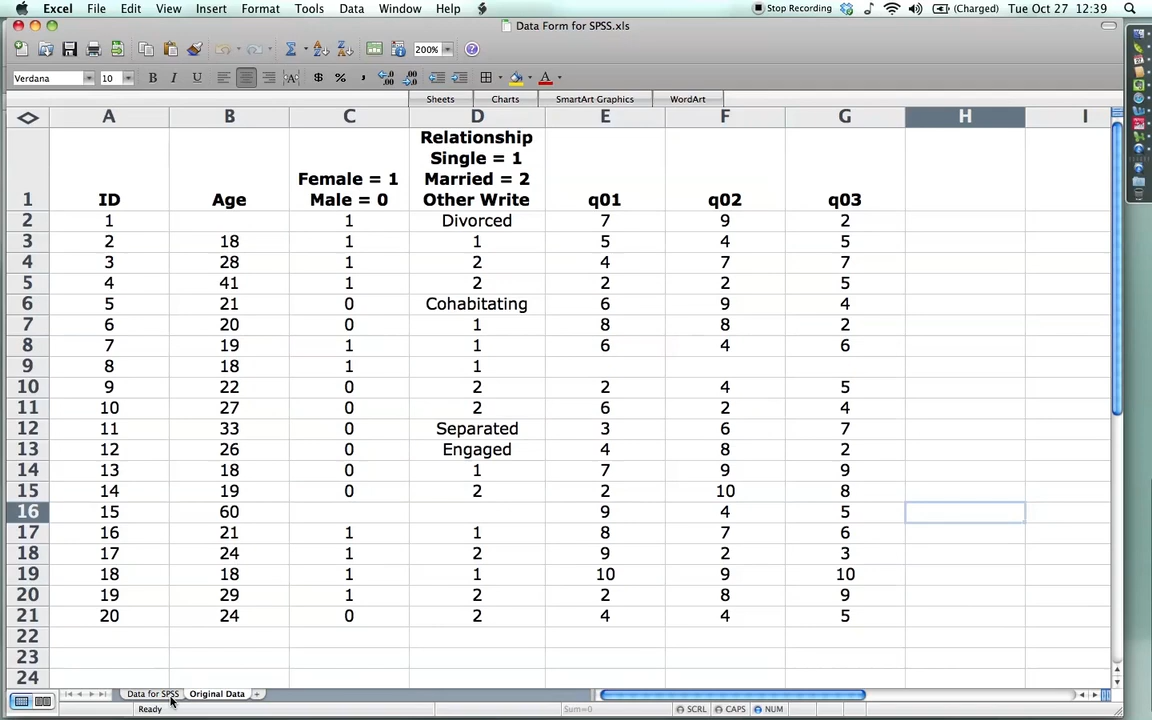 Excel File Edit View Insert Format Tools Data Window Help Stop Recording (Charged) Tue Oct 27 12:39
Data Form for SPSS.xls
200%
Verdana 10 B I U
Sheets Charts SmartArt Graphics WordArt
A B C D E F G H I
Relationship
Single = 1
Female = 1 Married = 2
1 ID Age Male = 0 Other Write q01 q02 q03
2 1 1 Divorced 7 9 2
3 2 18 1 1 5 4 5
4 3 28 1 2 4 7 7
5 4 41 1 2 2 2 5
6 5 21 0 Cohabitating 6 9 4
7 6 20 0 1 8 8 2
8 7 19 1 1 6 4 6
9 8 18 1 1
10 9 22 0 2 2 4 5
11 10 27 0 2 6 2 4
12 11 33 0 Separated 3 6 7
13 12 26 0 Engaged 4 8 2
14 13 18 0 1 7 9 9
15 14 19 0 2 2 10 8
16 15 60 9 4 5
17 16 21 1 1 8 7 6
18 17 24 1 2 9 2 3
19 18 18 1 1 10 9 10
20 19 29 1 2 2 8 9
21 20 24 0 2 4 4 5
22
23
24
Data for SPSS Original Data
Ready Sum=0 SCRL CAPS NUM